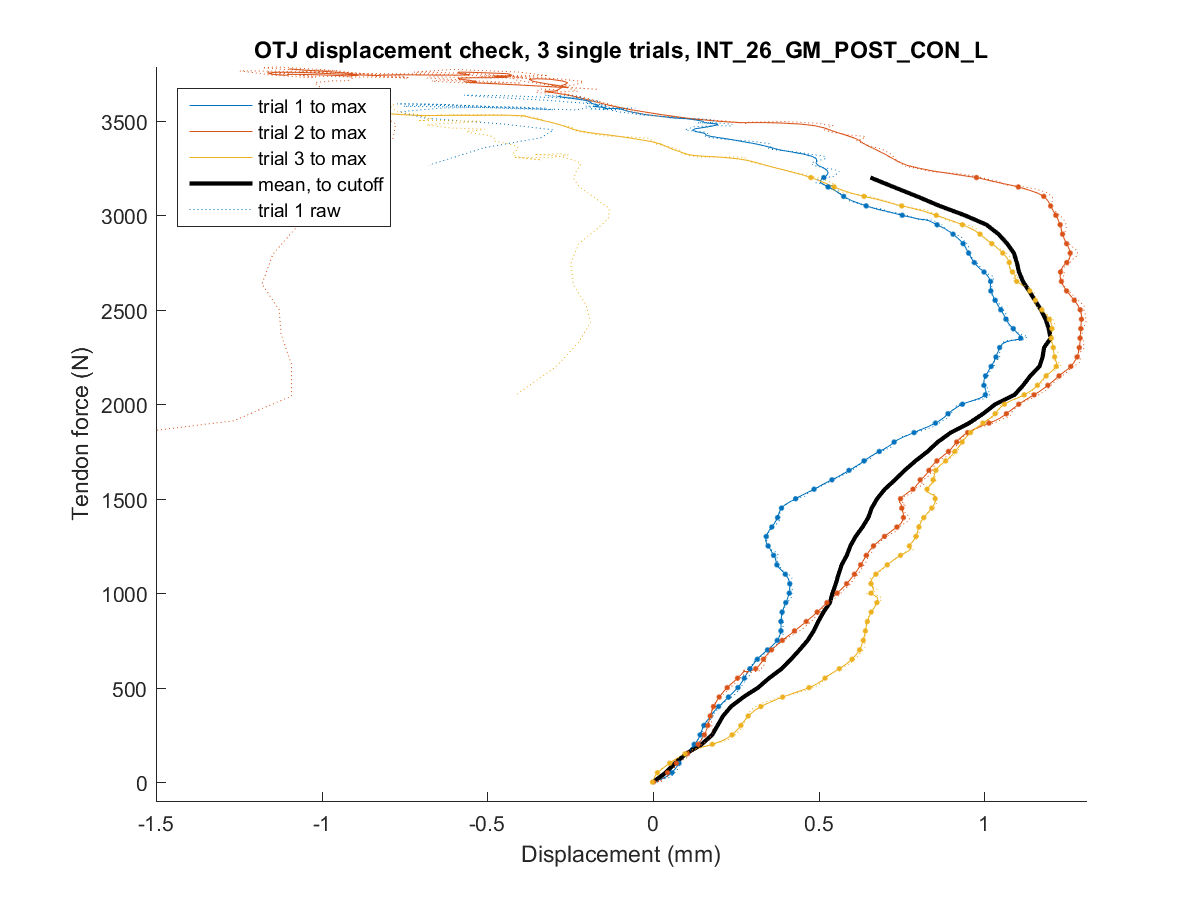 OTJ displacement check, 3 single trials, INT_26_GM_POST_CON_L
trial 1 to max
trial 2 to max
trial 3 to max
mean, to cutoff
trial 1 raw
3500
3000
2500
2000
1500
1000
500
0
Tendon force (N)
-1.5
-1
-0.5
0
0.5
1
Displacement (mm)